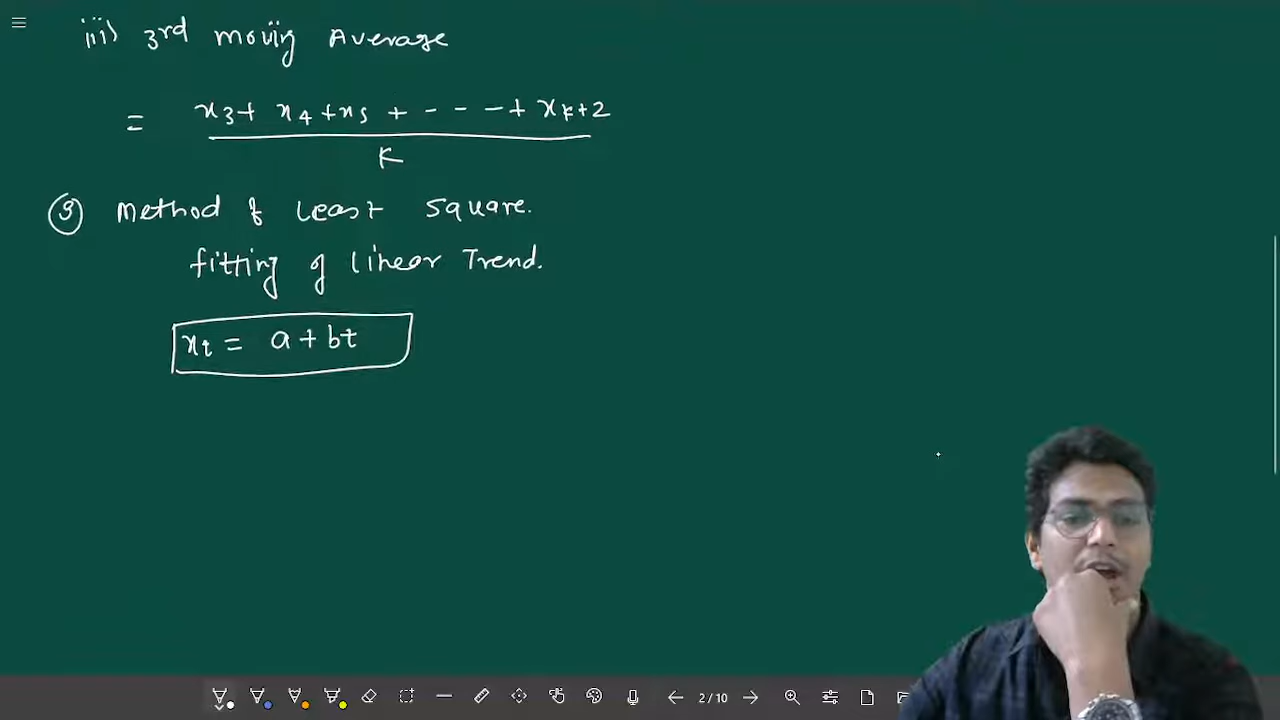 iii) 3rd moving Average
= x3 + x4 + x5 + - - - + xk+2
K
③ Method of Least Square.
fitting of linear Trend.
xt = a + bt
2/10